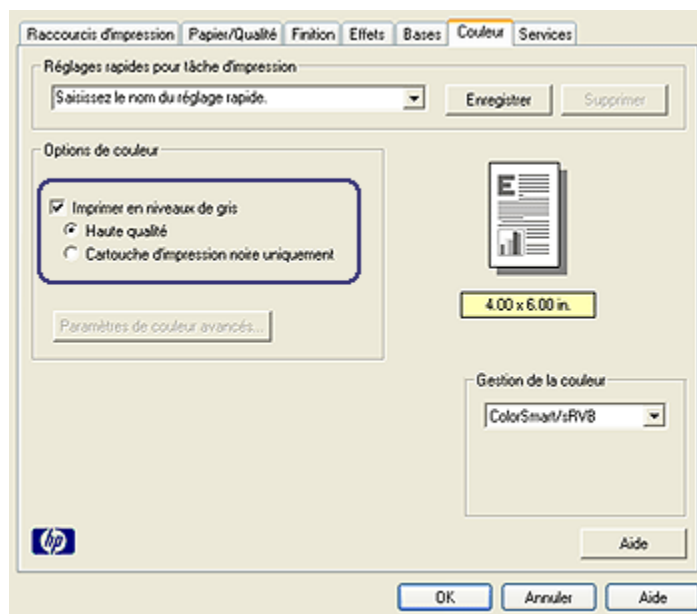 Raccourcis d'impression Papier/Qualité Finition Effets Bases Couleur Services
Réglages rapides pour tâche d'impression
Saisissez le nom du réglage rapide. Enregistrer Supprimer
Options de couleur
Imprimer en niveaux de gris
Haute qualité
Cartouche d'impression noire uniquement
E
4.00 x 6.00 in.
Paramètres de couleur avancés...
Gestion de la couleur
ColorSmart/sRVB
hp
Aide
OK Annuler Aide